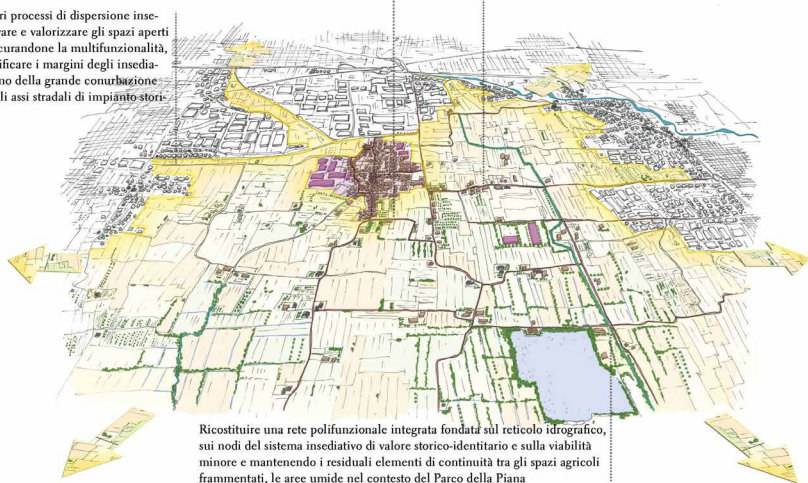 ri processi di dispersione inse-
are e valorizzare gli spazi aperti
curandone la multifunzionalità,
ificare i margini degli insedia-
no della grande conurbazione
li assi stradali di impianto stori-
Ricostituire una rete polifunzionale integrata fondata sul reticolo idrografico,
sui nodi del sistema insediativo di valore storico-identitario e sulla viabilità
minore e mantenendo i residuali elementi di continuità tra gli spazi agricoli
frammentati, le aree umide nel contesto del Parco della Piana